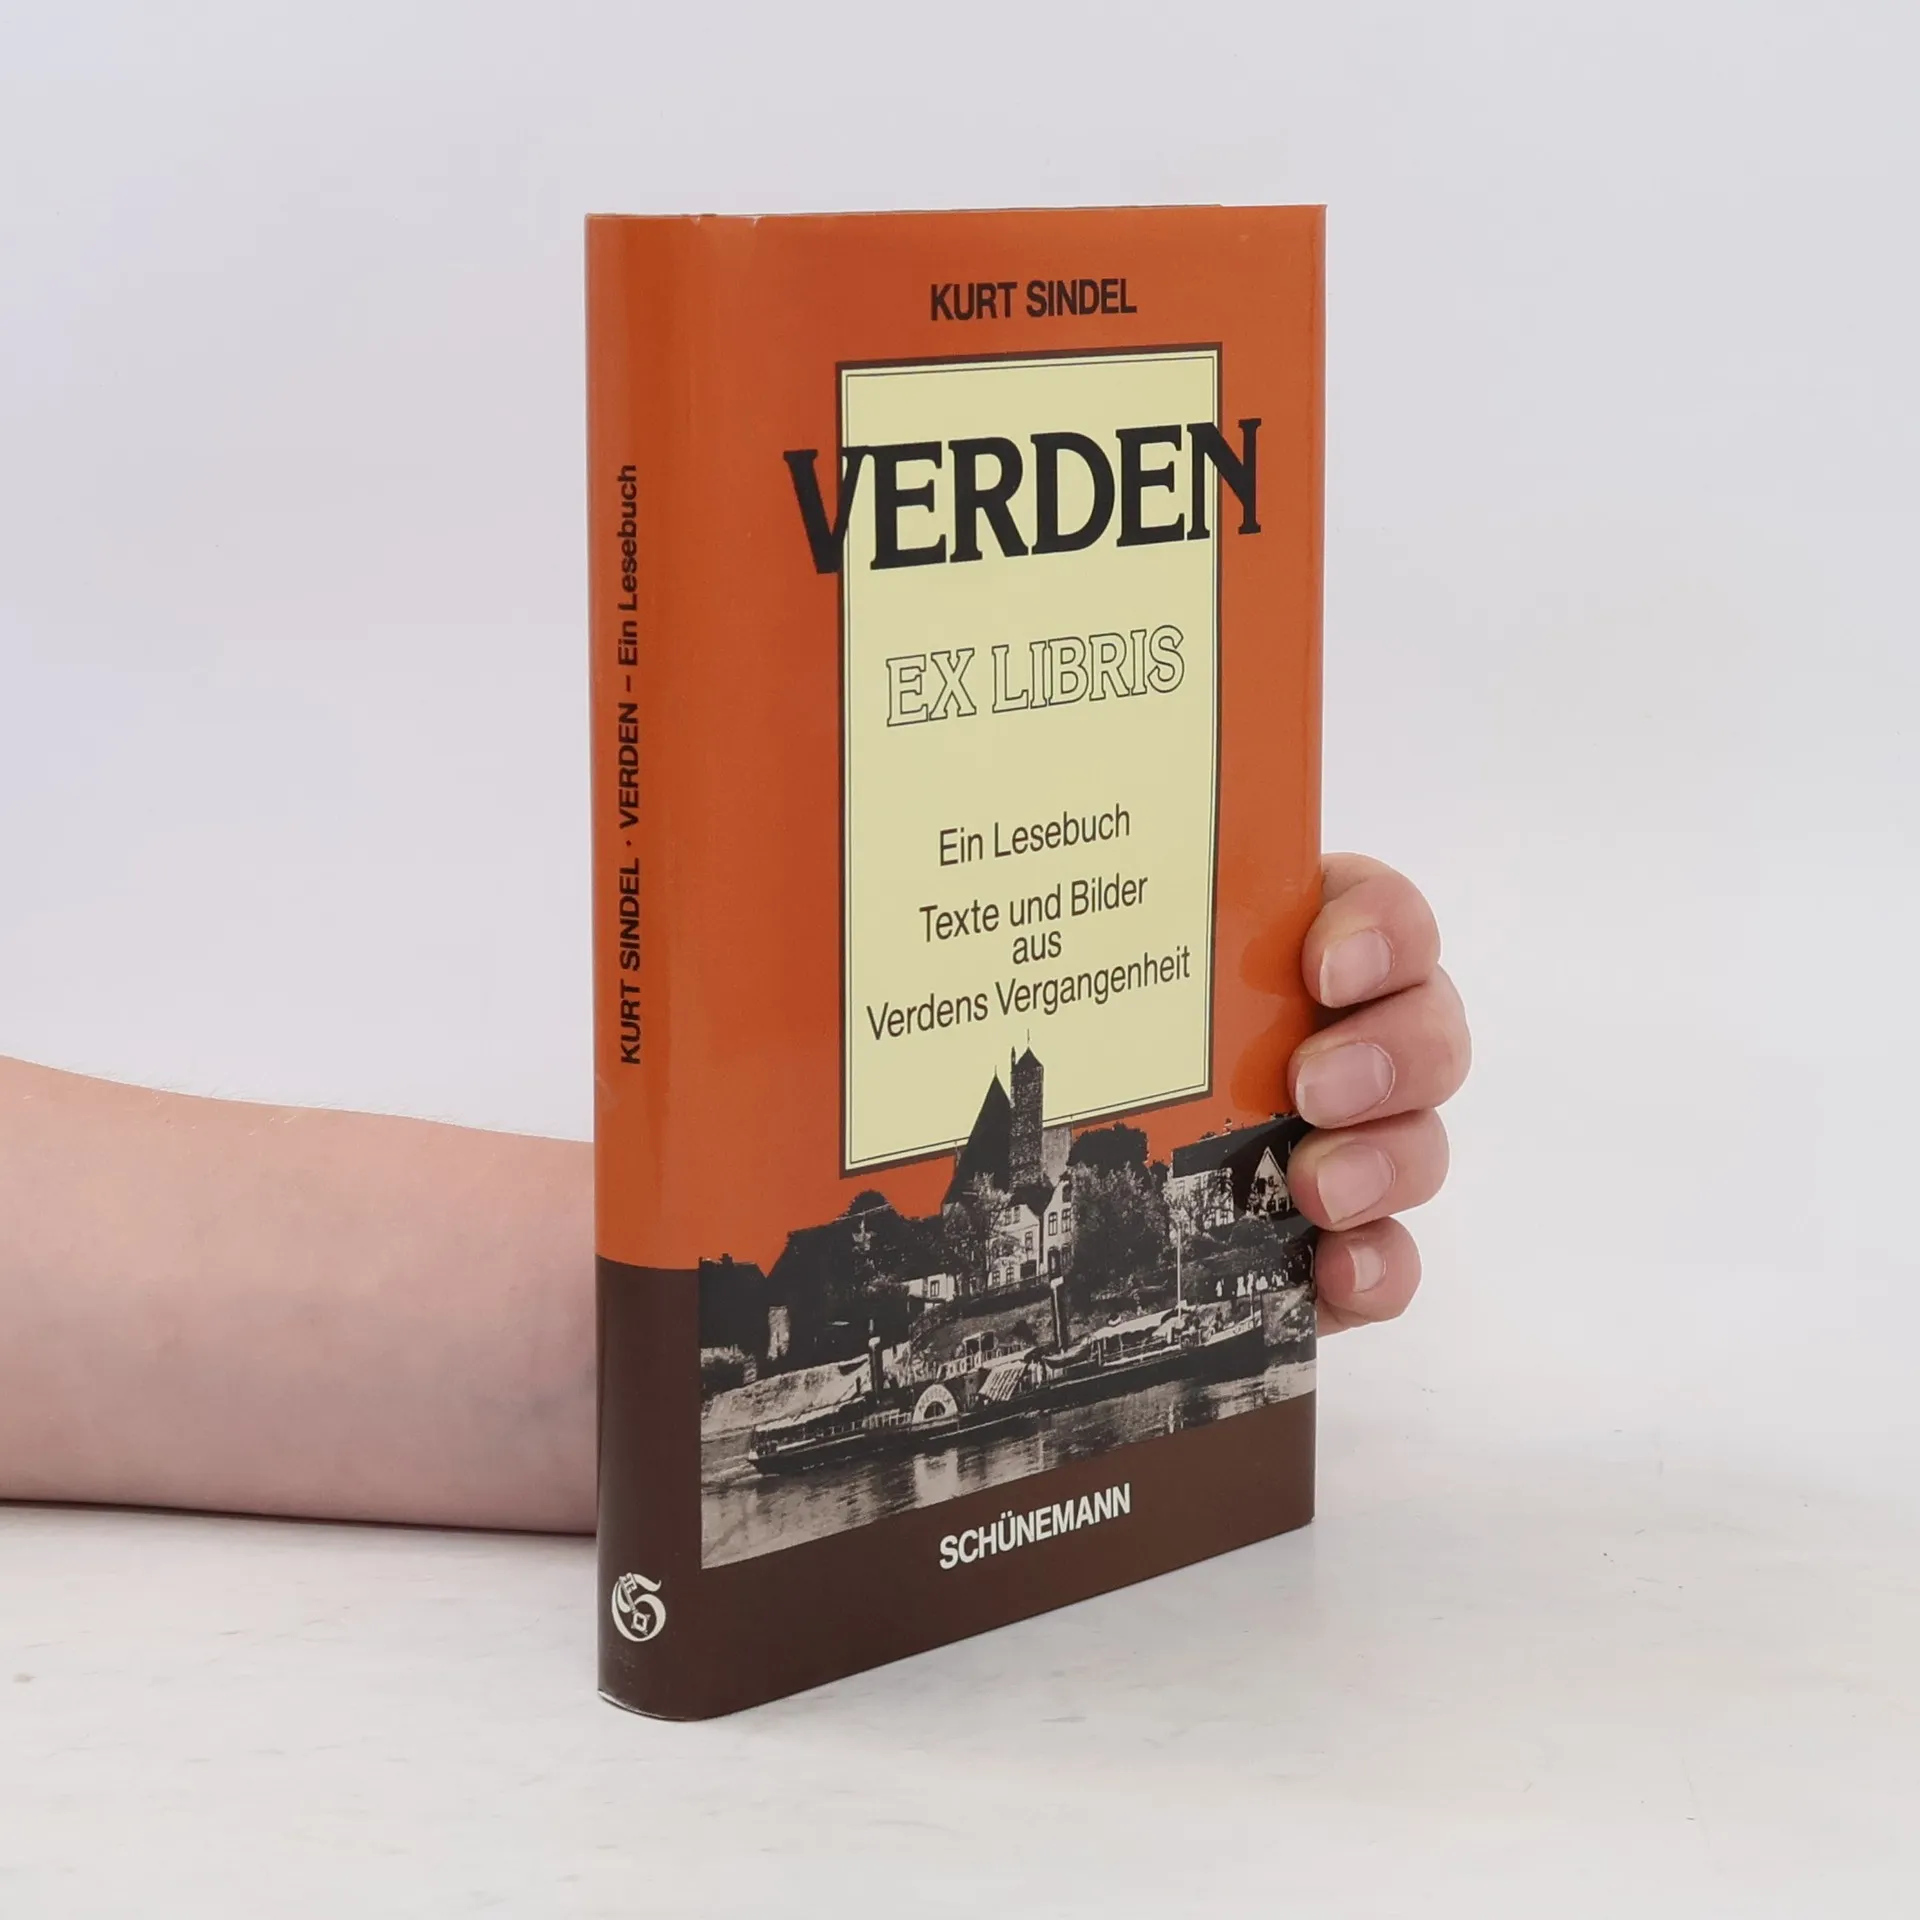 KURT SINDEL
VERDEN
EX LIBRIS
Ein Lesebuch
Texte und Bilder
aus
Verdens Vergangenheit
SCHÜNEMANN
KURT SINDEL · VERDEN – Ein Lesebuch